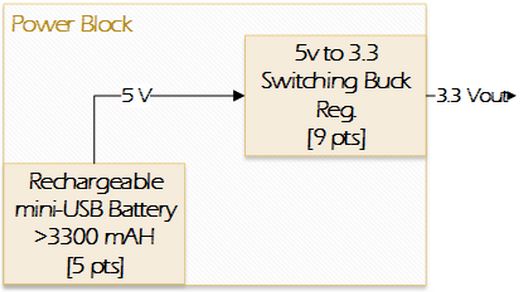 Power Block
5v to 3.3
Switching Buck
Reg.
[9 pts]
5 V
3.3 Vout
Rechargeable
mini-USB Battery
>3300 mAH
[5 pts]